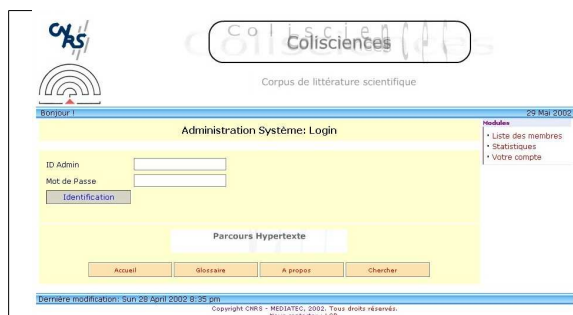 CNRS
Colisciences
Corpus de littérature scientifique
Bonjour !
29 Mai 2002
Administration Système: Login
Modules
• Liste des membres
• Statistiques
• Votre compte
ID Admin
Mot de Passe
Identification
Parcours Hypertexte
Accueil Glossaire A propos Chercher
Dernière modification: Sun 28 April 2002 8:35 pm
Copyright CNRS - MEDIATEC, 2002. Tous droits réservés.